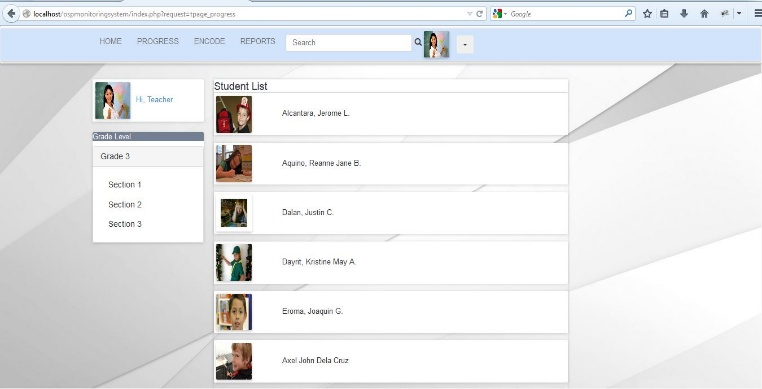 localhost/ospmonitoringsystem/index.php?request=tpage_progress
Google
HOME PROGRESS ENCODE REPORTS Search
Hi, Teacher
Grade Level
Grade 3
Section 1
Section 2
Section 3
Student List
Alcantara, Jerome L.
Aquino, Reanne Jane B.
Dalan, Justin C.
Dayrit, Kristine May A.
Eroma, Joaquin G.
Axel John Dela Cruz